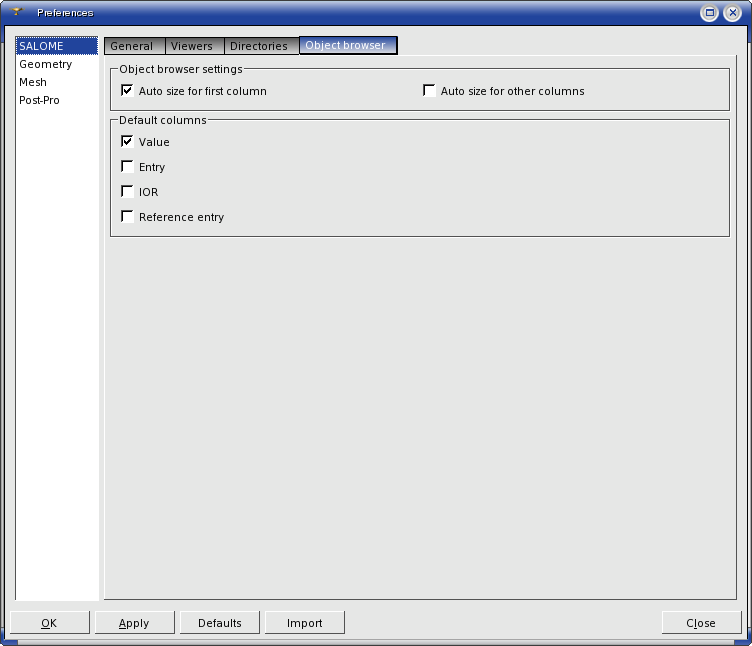 Preferences
SALOME
Geometry
Mesh
Post-Pro
General Viewers Directories Object browser
Object browser settings
Auto size for first column Auto size for other columns
Default columns
Value
Entry
IOR
Reference entry
OK Apply Defaults Import Close